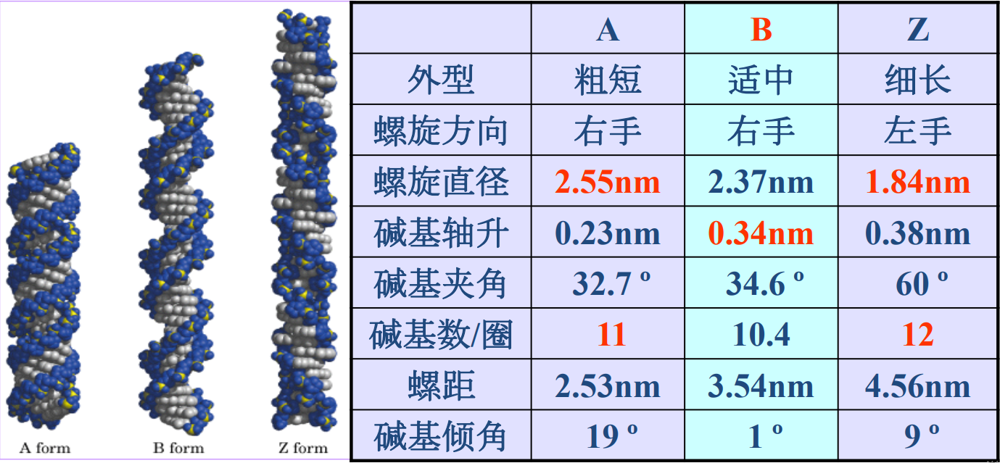 A B Z
外型 粗短 适中 细长
螺旋方向 右手 右手 左手
螺旋直径 2.55nm 2.37nm 1.84nm
碱基轴升 0.23nm 0.34nm 0.38nm
碱基夹角 32.7 º 34.6 º 60 º
碱基数/圈 11 10.4 12
螺距 2.53nm 3.54nm 4.56nm
碱基倾角 19 º 1 º 9 º
A form B form Z form